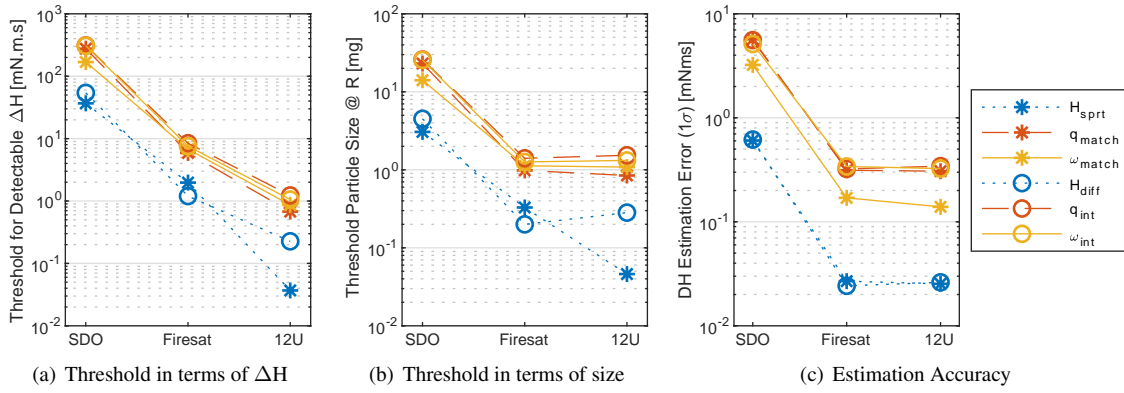 Threshold for Detectable ΔH [mN.m.s]
10^3
10^2
10^1
10^0
10^-1
10^-2
SDO Firesat 12U
(a) Threshold in terms of ΔH
Threshold Particle Size @ R [mg]
10^2
10^1
10^0
10^-1
10^-2
SDO Firesat 12U
(b) Threshold in terms of size
DH Estimation Error (1σ) [mNms]
10^1
10^0
10^-1
10^-2
SDO Firesat 12U
(c) Estimation Accuracy
H_sprt
q_match
ω_match
H_diff
q_int
ω_int